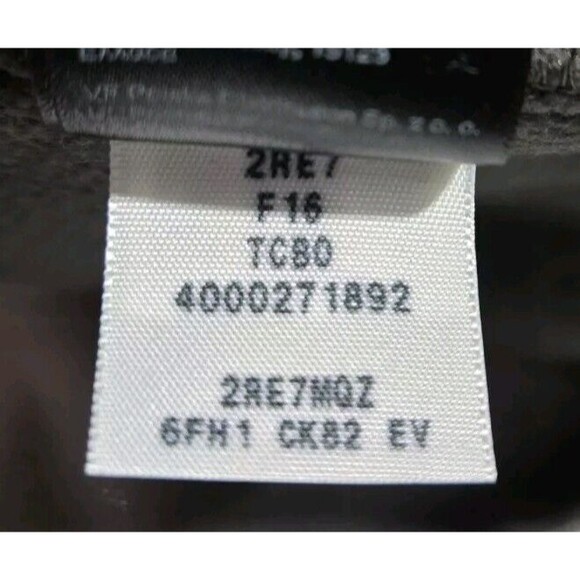 2RE7
F16
TC80
4000271892
2RE7MQZ
6FH1 CK82 EV